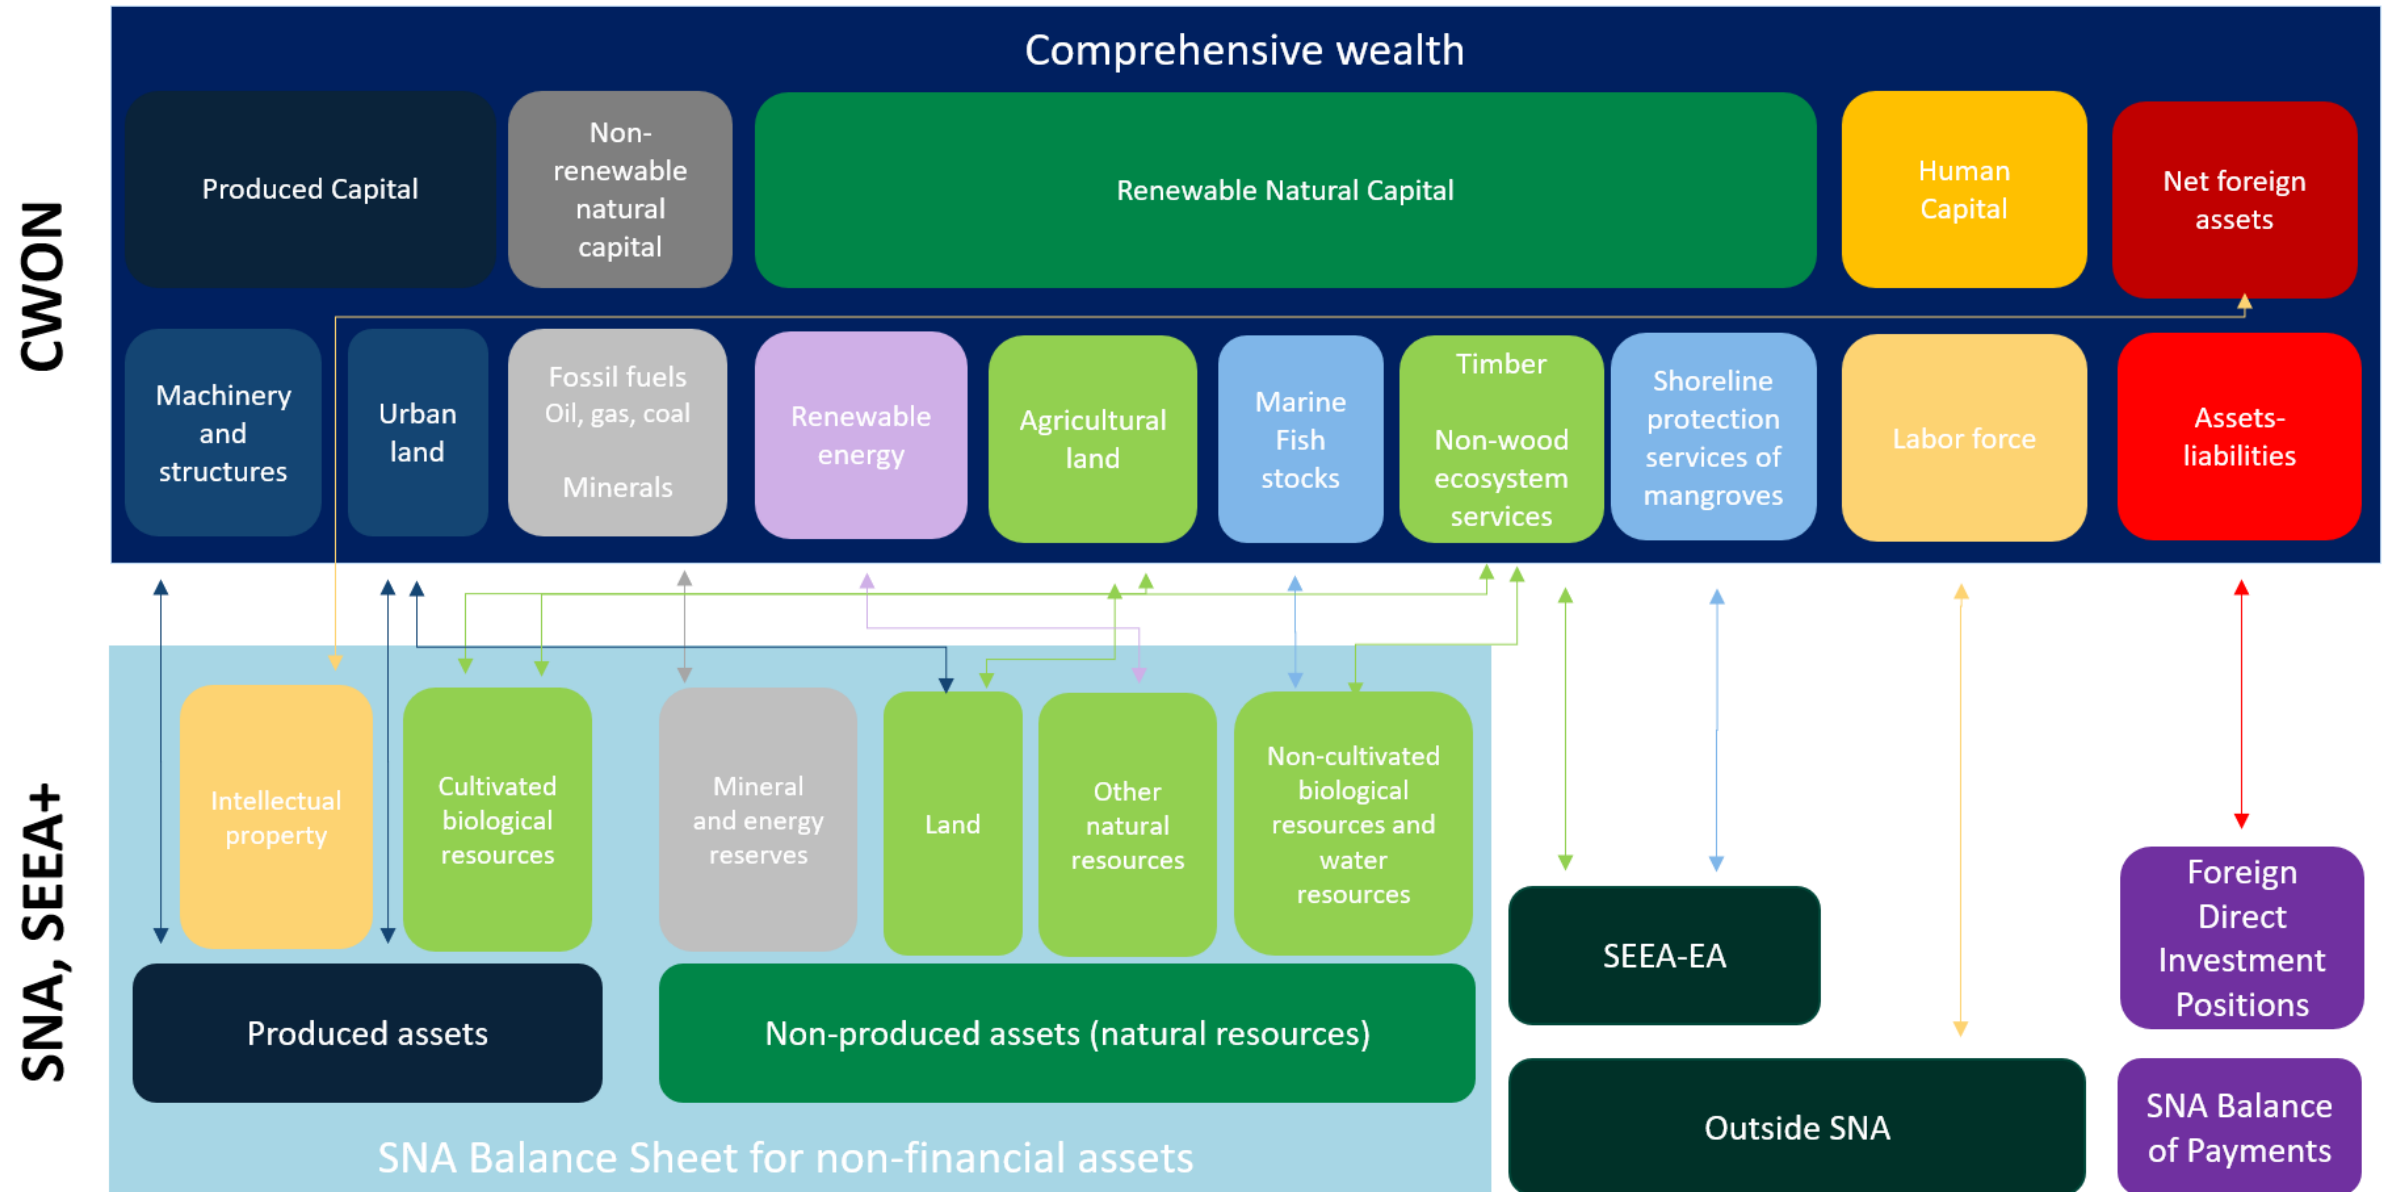 Comprehensive wealth
CWON
Produced Capital
Non-
renewable
natural
capital
Renewable Natural Capital
Human
Capital
Net foreign
assets
Machinery
and
structures
Urban
land
Fossil fuels
Oil, gas, coal
Minerals
Renewable
energy
Agricultural
land
Marine
Fish
stocks
Timber
Non-wood
ecosystem
services
Shoreline
protection
services of
mangroves
Labor force
Assets-
liabilities
SNA, SEEA+
Intellectual
property
Cultivated
biological
resources
Mineral
and energy
reserves
Land
Other
natural
resources
Non-cultivated
biological
resources and
water
resources
SEEA-EA
Foreign
Direct
Investment
Positions
Produced assets
Non-produced assets (natural resources)
Outside SNA
SNA Balance
of Payments
SNA Balance Sheet for non-financial assets